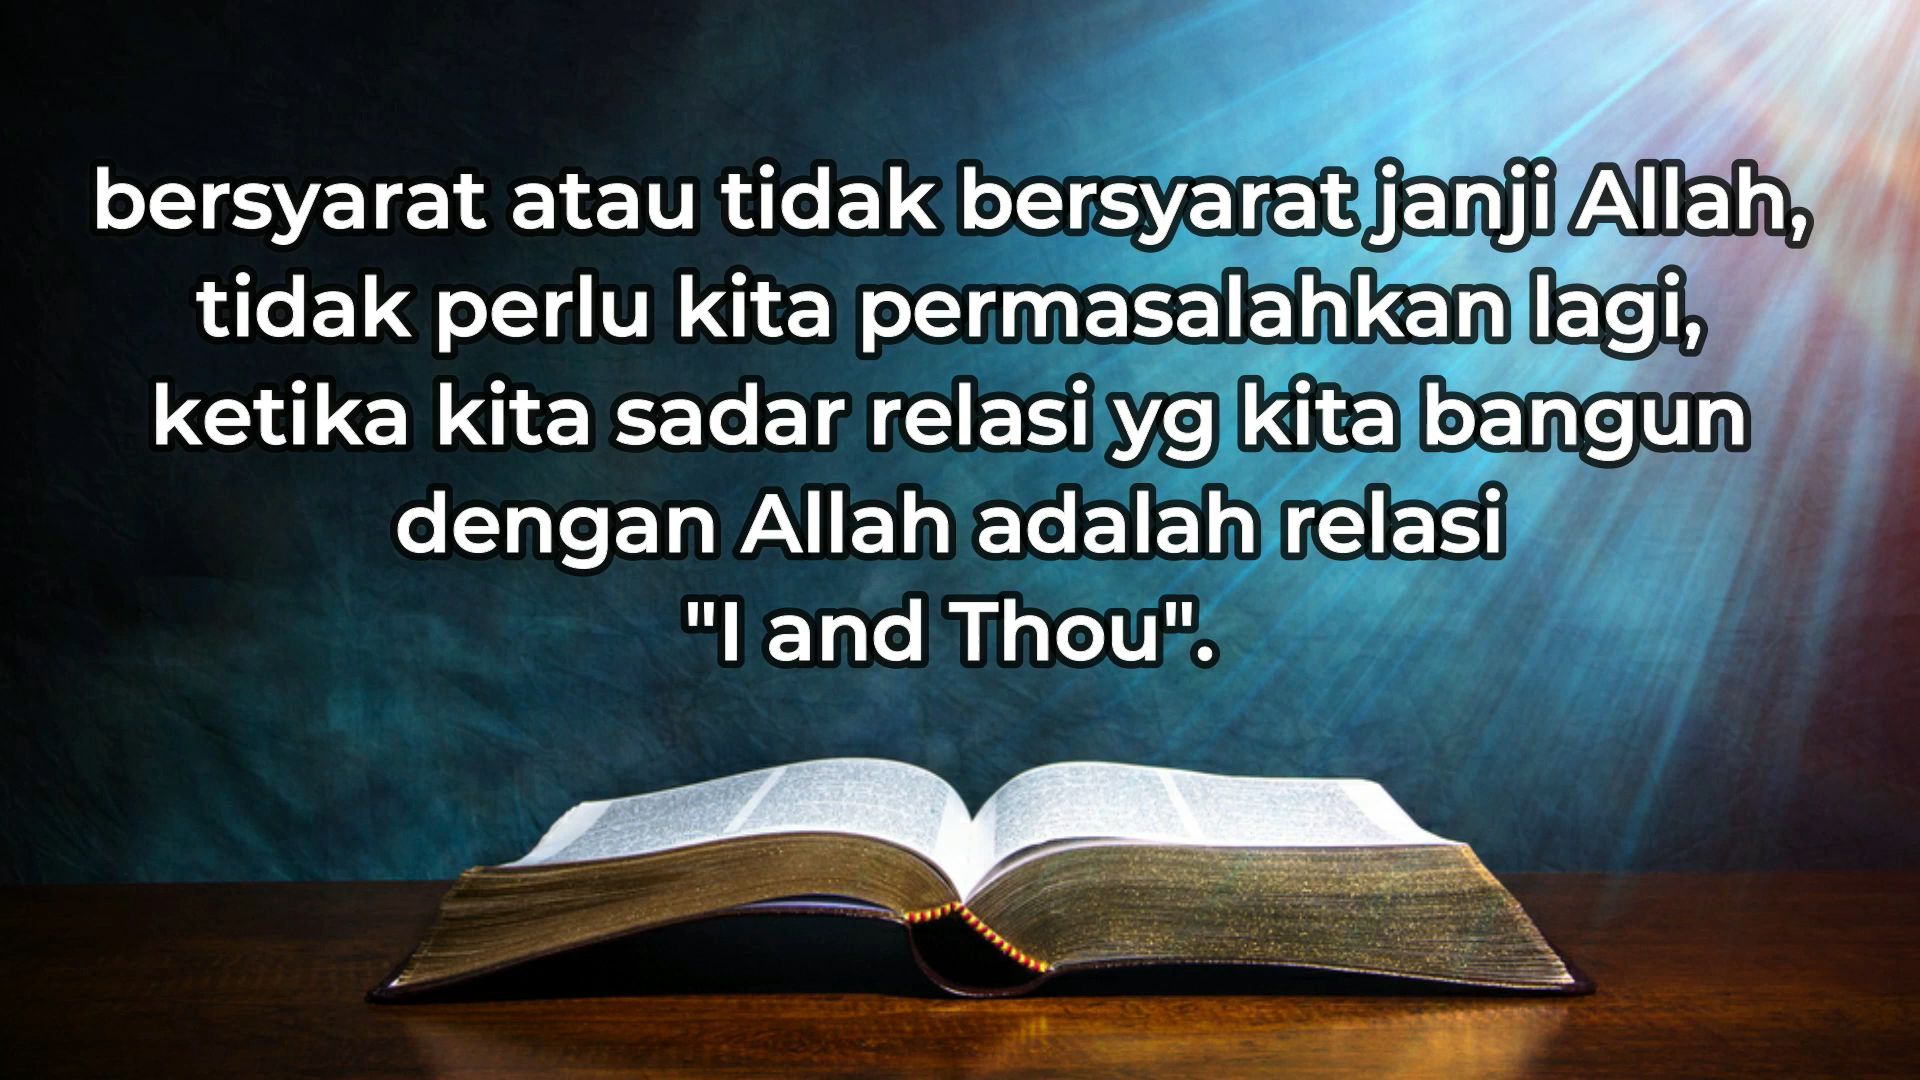 bersyarat atau tidak bersyarat janji Allah,
tidak perlu kita permasalahkan lagi,
ketika kita sadar relasi yg kita bangun
dengan Allah adalah relasi
"I and Thou".